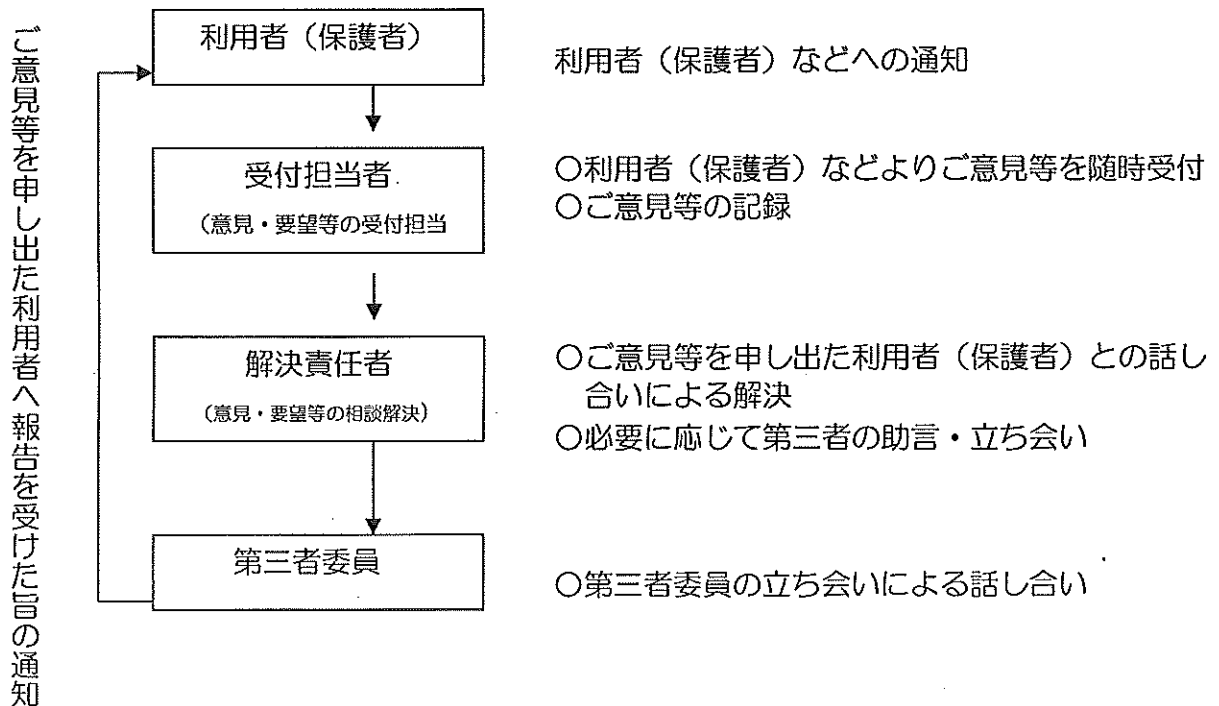 ご意見等を申し出た利用者へ報告を受けた旨の通知
利用者（保護者）
利用者（保護者）などへの通知
受付担当者
（意見・要望等の受付担当
〇利用者（保護者）などよりご意見等を随時受付
〇ご意見等の記録
解決責任者
（意見・要望等の相談解決）
〇ご意見等を申し出た利用者（保護者）との話し
合いによる解決
〇必要に応じて第三者の助言・立ち会い
第三者委員
〇第三者委員の立ち会いによる話し合い